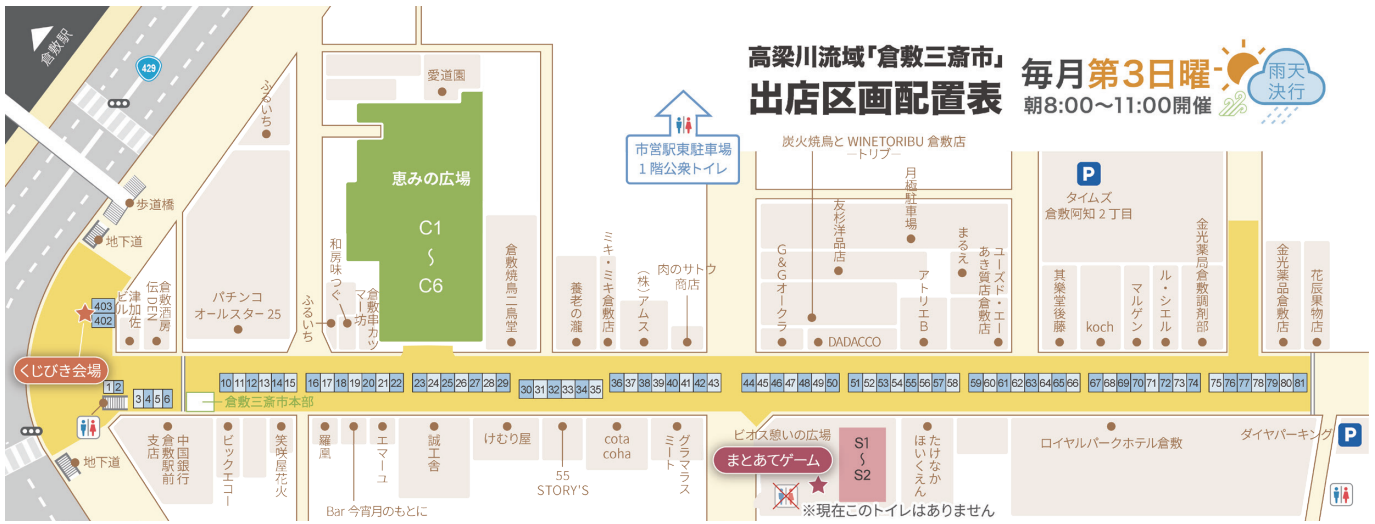 高梁川流域「倉敷三斎市」
出店区画配置表
毎月第3日曜
朝8:00～11:00開催
雨天
決行
倉敷駅
429
歩道橋
地下道
403
402
くじびき会場
1 2
3 4 5 6
地下道
ふるいち
パチンコ
オールスター25
津加佐
ビル
倉敷酒房
伝DEN
愛道園
恵みの広場
C1
～
C6
和房味つぐ
ふるいち
倉敷串カツ
マー坊
倉敷焼鳥二鳥堂
養老の瀧
ミキ・ミキ倉敷店
(株)アムス
肉のサトウ
商店
市営駅東駐車場
1階公衆トイレ
炭火焼鳥と WINETORIBU 倉敷店
―トリブ―
月極駐車場
友杉洋品店
G&Gオークラ
DADACCO
アトリエB
まるえ
ユーズド・エー
あき質店倉敷店
P
タイムズ
倉敷阿知2丁目
其樂堂後藤
koch
マルゲン
ル・シエル
金光薬局倉敷調剤部
金光薬品倉敷店
花辰果物店
10 11 12 13 14 15
16 17 18 19 20 21 22
23 24 25 26 27 28 29
30 31 32 33 34 35
36 37 38 39 40 41 42 43
44 45 46 47 48 49 50
51 52 53 54 55 56 57 58
59 60 61 62 63 64 65 66
67 68 69 70 71 72 73 74
75 76 77 78 79 80 81
倉敷三斎市本部
中国銀行
倉敷駅前
支店
ビックエコー
笑咲屋花火
羅凰
Bar 今宵月のもとに
エマーユ
誠工舎
けむり屋
55
STORY'S
cota
coha
グラマラス
ミート
ビオス憩いの広場
まとあてゲーム
S1
～
S2
※現在このトイレはありません
たけなか
ほいくえん
ロイヤルパークホテル倉敷
ダイヤパーキング
P